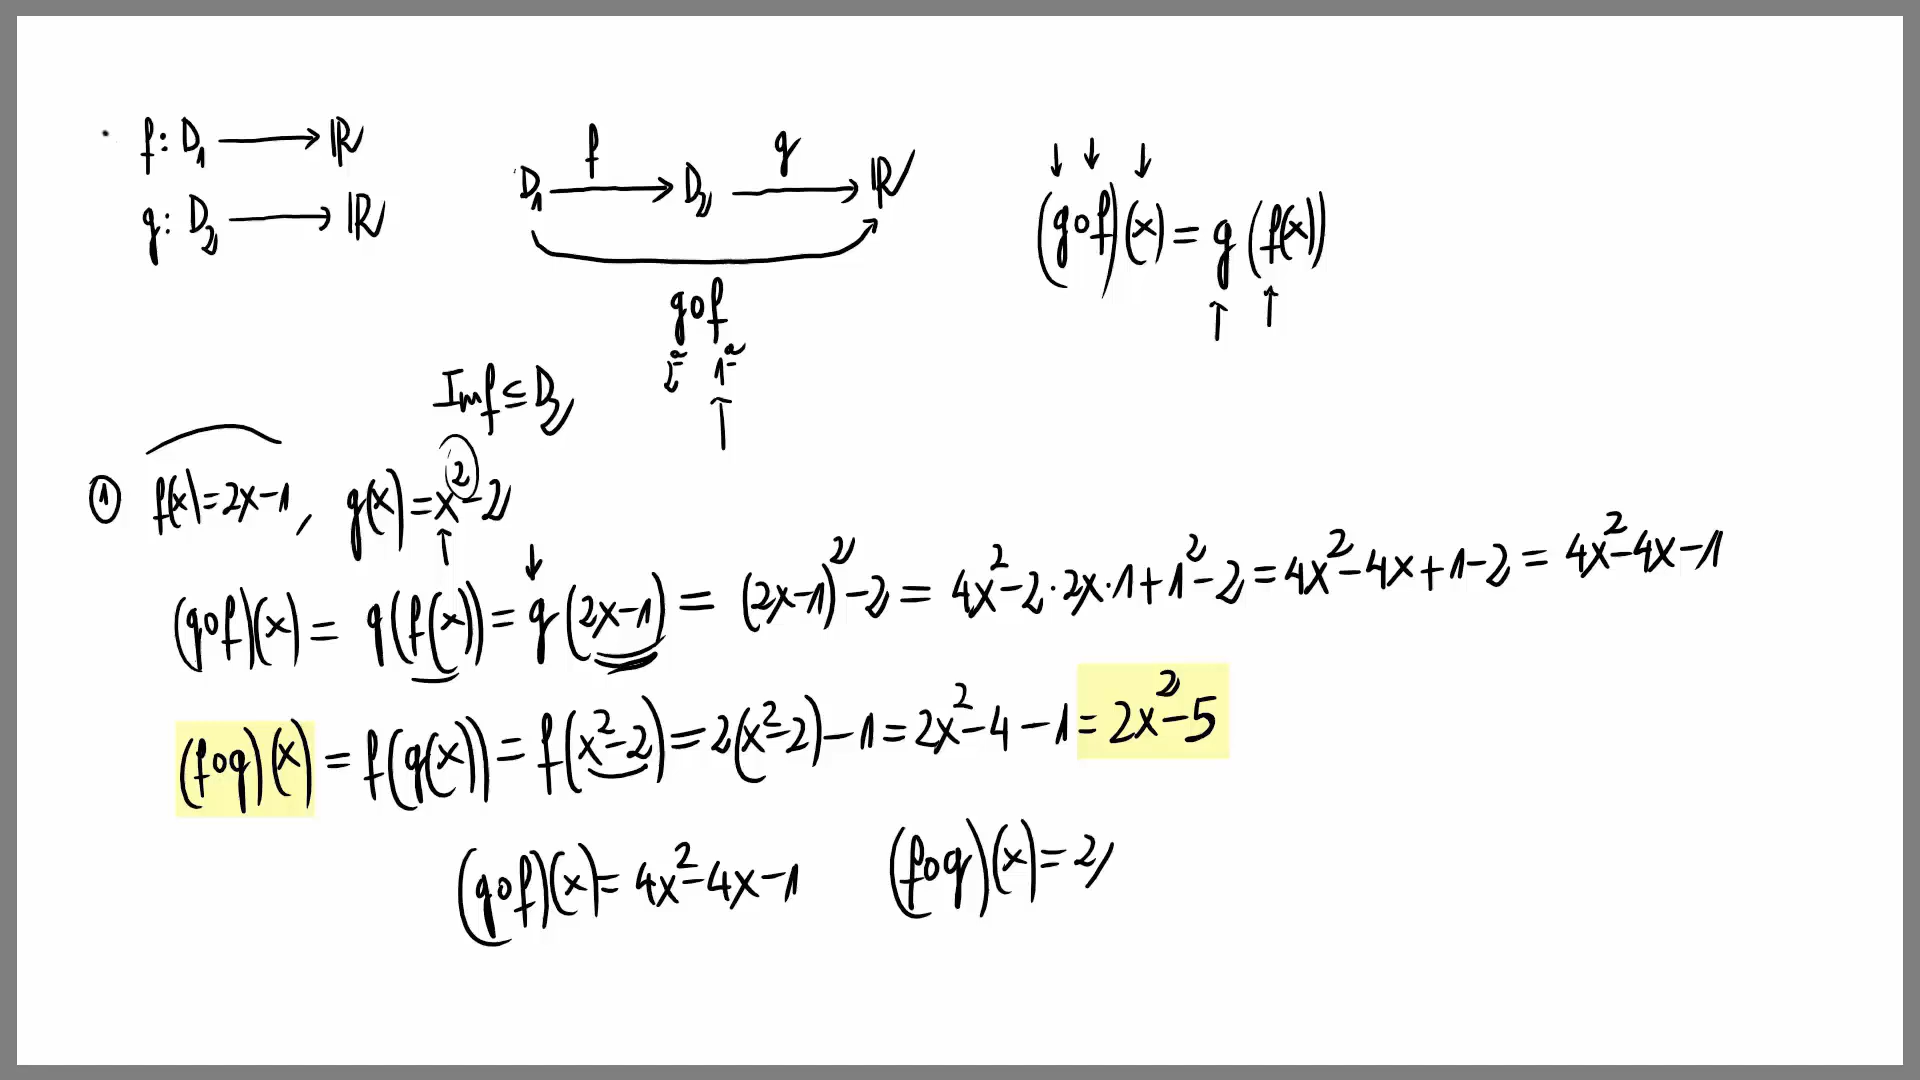 f: D₁ ⟶ ℝ
g: D₂ ⟶ ℝ
D₁ ⟶ D₂ ⟶ ℝ
f g
g∘f
2ª 1ª
(g∘f)(x) = g(f(x))
Im f ⊆ D₂
① f(x) = 2x-1, g(x) = x²-2
(g∘f)(x) = g(f(x)) = g(2x-1) = (2x-1)²-2 = 4x²-2·2x·1+1²-2 = 4x²-4x+1-2 = 4x²-4x-1
(f∘g)(x) = f(g(x)) = f(x²-2) = 2(x²-2)-1 = 2x²-4-1 = 2x²-5
(g∘f)(x) = 4x²-4x-1 (f∘g)(x) = 2